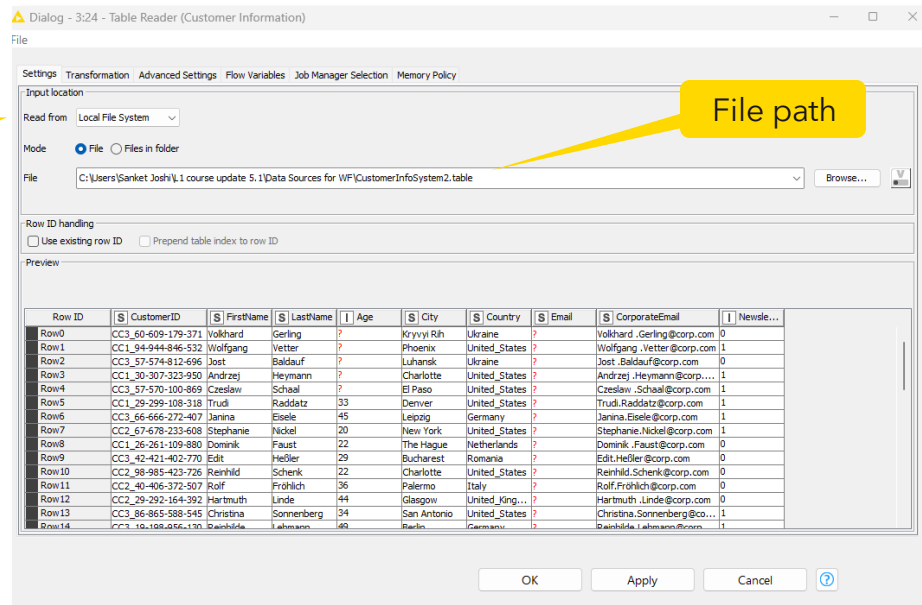 Dialog - 3:24 - Table Reader (Customer Information)
File
Settings Transformation Advanced Settings Flow Variables Job Manager Selection Memory Policy
Input location
Read from Local File System
File path
Mode File Files in folder
File C:\Users\Sanket Joshi\L1 course update 5.1\Data Sources for WF\CustomerInfoSystem2.table Browse... V
Row ID handling
Use existing row ID Prepend table index to row ID
Preview
Row ID S CustomerID S FirstName S LastName I Age S City S Country S Email S CorporateEmail I Newsle...
Row0 CC3_60-609-179-371 Volkhard Gerling ? Kryvyi Rih Ukraine ? Volkhard .Gerling@corp.com 0
Row1 CC1_94-944-846-532 Wolfgang Vetter ? Phoenix United_States ? Wolfgang .Vetter@corp.com 1
Row2 CC3_57-574-812-696 Jost Baldauf ? Luhansk Ukraine ? Jost .Baldauf@corp.com 0
Row3 CC1_30-307-323-950 Andrzej Heymann ? Charlotte United_States ? Andrzej .Heymann@corp.... 1
Row4 CC3_57-570-100-869 Czeslaw Schaal ? El Paso United_States ? Czeslaw .Schaal@corp.com 1
Row5 CC1_29-299-108-318 Trudi Raddatz 33 Denver United_States ? Trudi.Raddatz@corp.com 1
Row6 CC3_66-666-272-407 Janina Eisele 45 Leipzig Germany ? Janina.Eisele@corp.com 1
Row7 CC2_67-678-233-608 Stephanie Nickel 20 New York United_States ? Stephanie.Nickel@corp.com 1
Row8 CC1_26-261-109-880 Dominik Faust 22 The Hague Netherlands ? Dominik .Faust@corp.com 0
Row9 CC3_42-421-402-770 Edit Heßler 29 Bucharest Romania ? Edit.Heßler@corp.com 0
Row10 CC2_98-985-423-726 Reinhild Schenk 22 Charlotte United_States ? Reinhild.Schenk@corp.com 0
Row11 CC2_40-406-372-507 Rolf Fröhlich 36 Palermo Italy ? Rolf.Fröhlich@corp.com 0
Row12 CC2_29-292-164-392 Hartmuth Linde 44 Glasgow United_King... ? Hartmuth .Linde@corp.com 0
Row13 CC3_86-865-588-545 Christina Sonnenberg 34 San Antonio United_States ? Christina.Sonnenberg@co... 1
Row14 CC3_19-198-956-130 Reinhilde Lehmann 49 Berlin Germany ? Reinhilde.Lehmann@corp 1
OK Apply Cancel ?